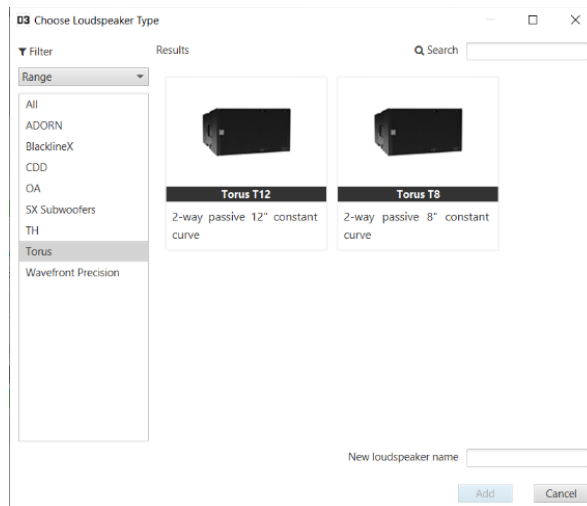 D3 Choose Loudspeaker Type
Filter
Results
Search
Range
All
ADORN
BlacklineX
CDD
OA
SX Subwoofers
TH
Torus
Wavefront Precision
Torus T12
2-way passive 12" constant
curve
Torus T8
2-way passive 8" constant
curve
New loudspeaker name
Add
Cancel